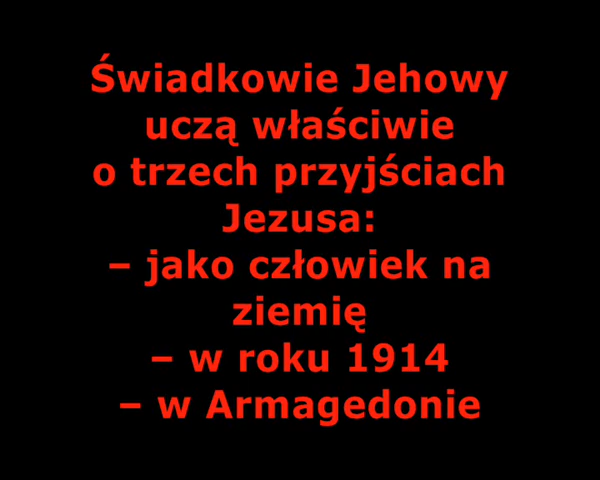 Świadkowie Jehowy
uczą właściwie
o trzech przyjściach
Jezusa:
– jako człowiek na
ziemię
– w roku 1914
– w Armagedonie